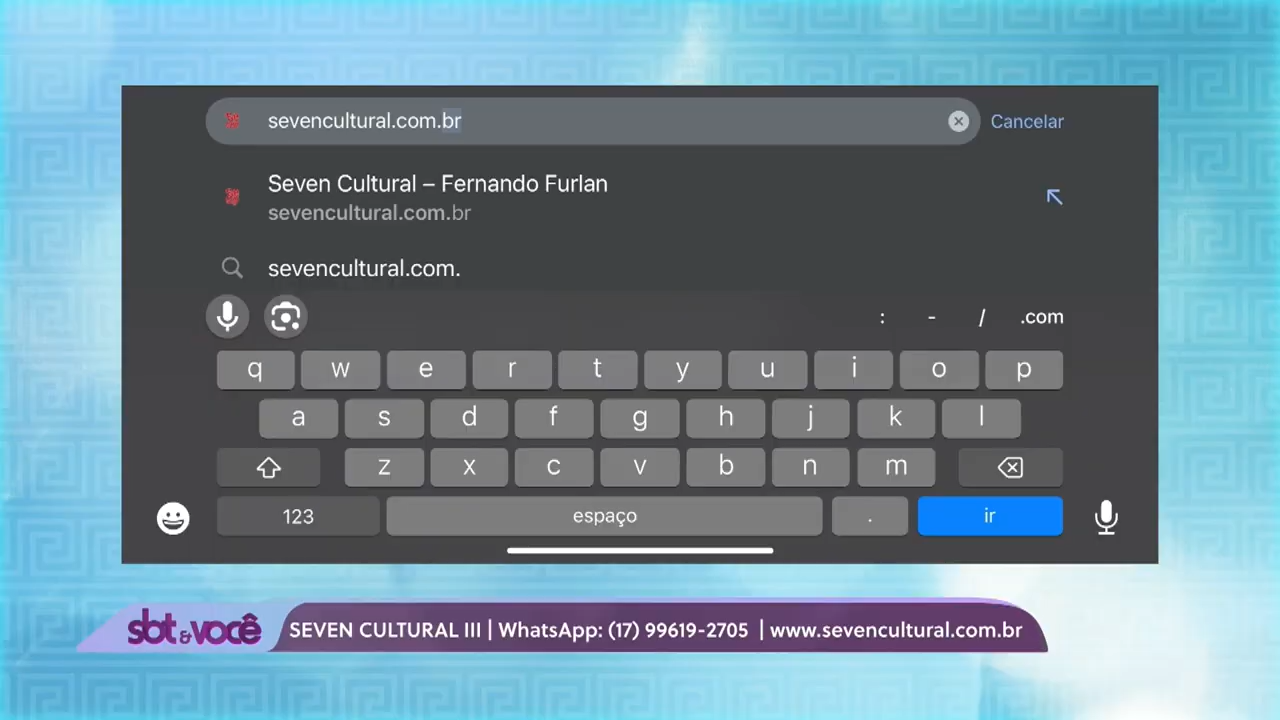 sevencultural.com.br
Cancelar
Seven Cultural – Fernando Furlan
sevencultural.com.br
sevencultural.com.
: - / .com
q w e r t y u i o p
a s d f g h j k l
z x c v b n m
123 espaço . ir
sbt & você
SEVEN CULTURAL III | WhatsApp: (17) 99619-2705 | www.sevencultural.com.br